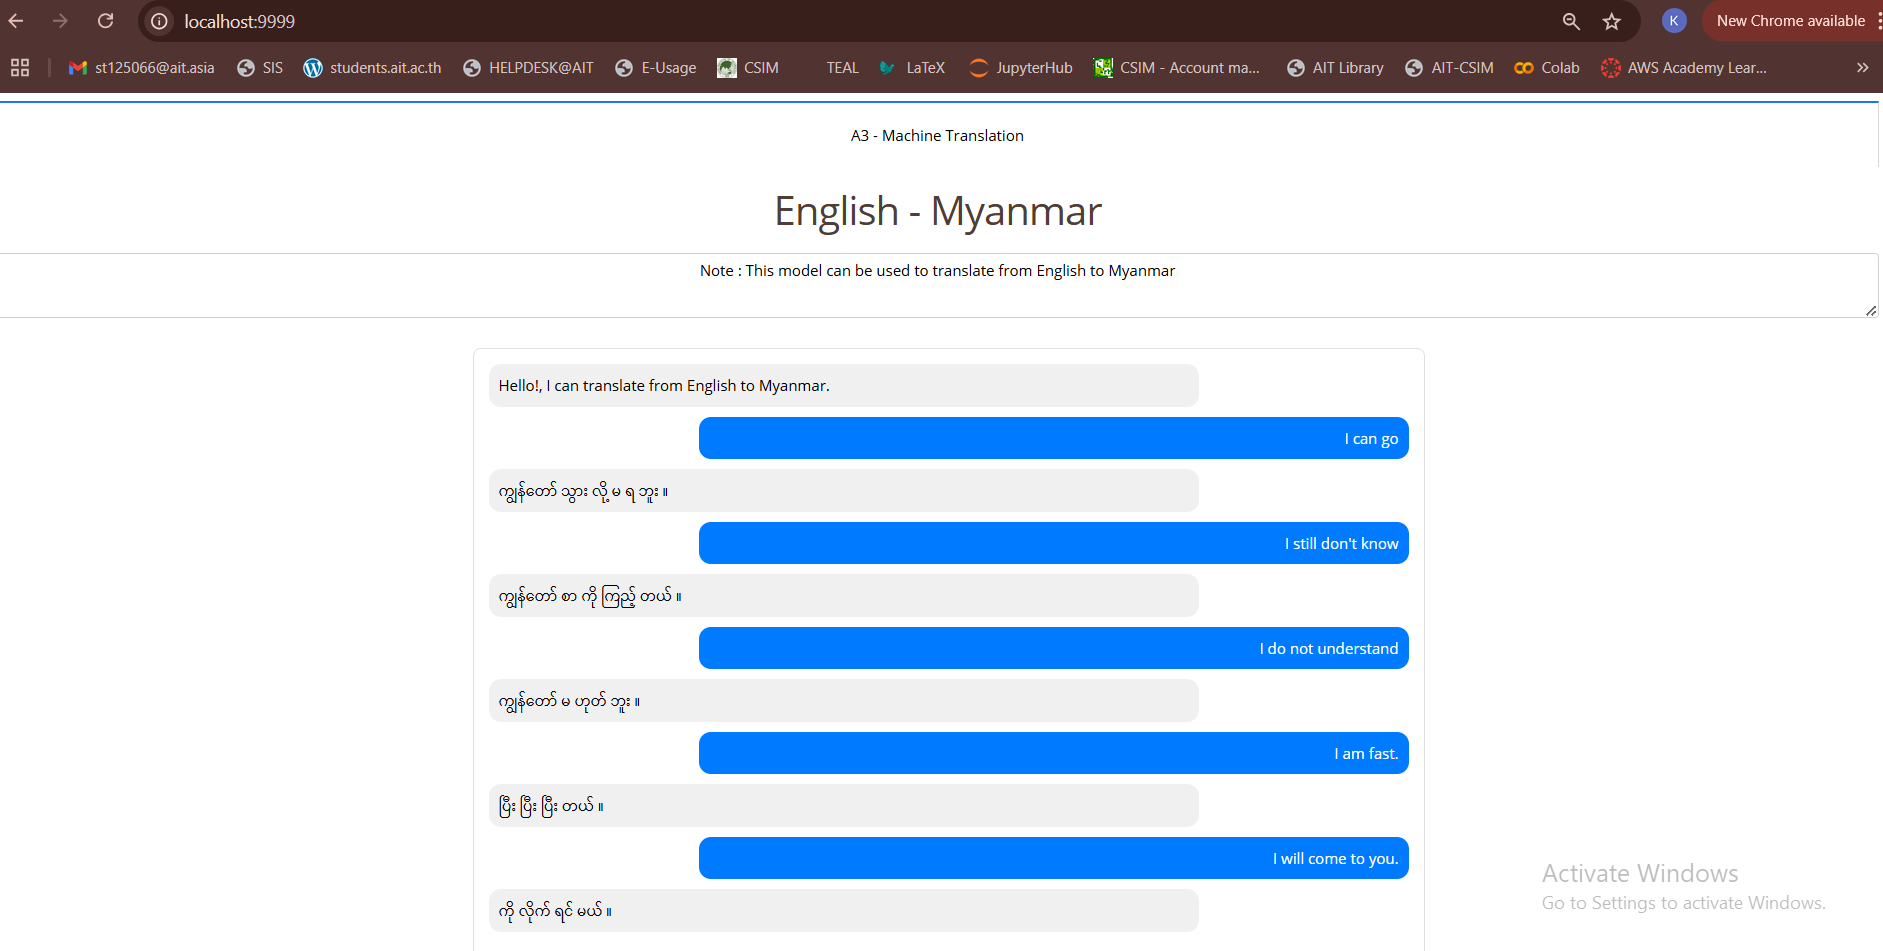 localhost:9999
K
New Chrome available
st125066@ait.asia
SIS
students.ait.ac.th
HELPDESK@AIT
E-Usage
CSIM
TEAL
LaTeX
JupyterHub
CSIM - Account ma...
AIT Library
AIT-CSIM
Colab
AWS Academy Lear...
A3 - Machine Translation
English - Myanmar
Note : This model can be used to translate from English to Myanmar
Hello!, I can translate from English to Myanmar.
I can go
ကျွန်တော် သွား လို့ မ ရ ဘူး ။
I still don't know
ကျွန်တော် စာ ကို ကြည့် တယ် ။
I do not understand
ကျွန်တော် မ ဟုတ် ဘူး ။
I am fast.
ပြီး ပြီး ပြီး တယ် ။
I will come to you.
ကို လိုက် ရင် မယ် ။
Activate Windows
Go to Settings to activate Windows.